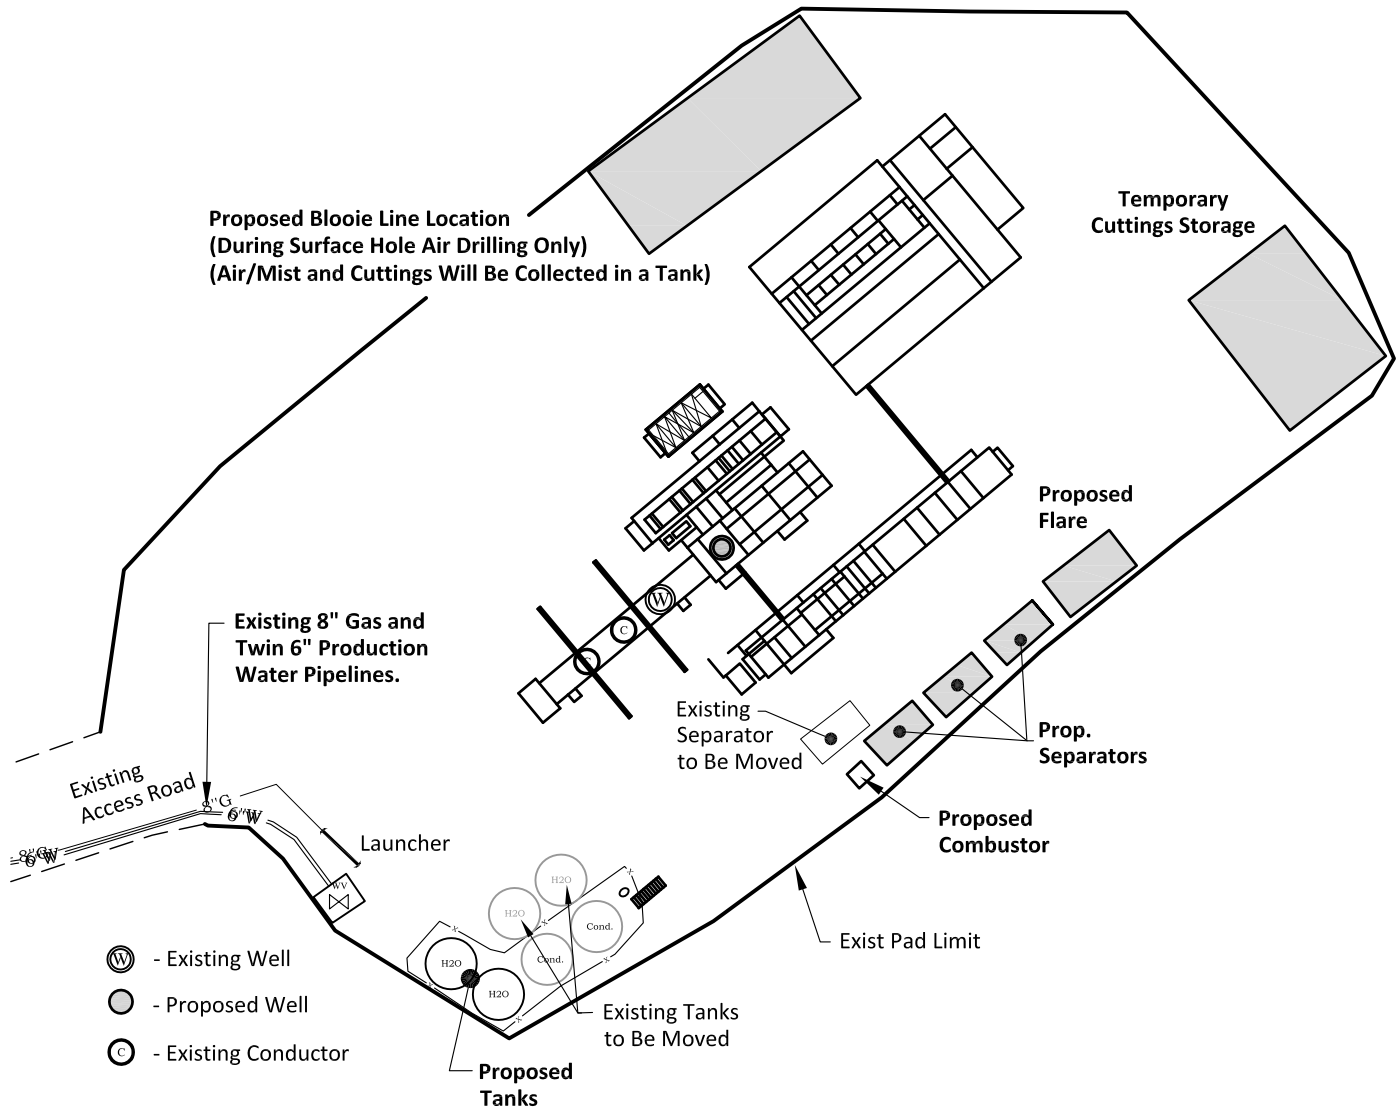 Temporary
Cuttings Storage
Proposed Blooie Line Location
(During Surface Hole Air Drilling Only)
(Air/Mist and Cuttings Will Be Collected in a Tank)
Proposed
Flare
W
C
C
Existing 8" Gas and
Twin 6" Production
Water Pipelines.
Existing
Separator
to Be Moved
Prop.
Separators
Existing
Access Road
8"G
6"W
8"G
6"W
Proposed
Combustor
Launcher
WV
H2O
H2O
Cond.
Cond.
H2O
H2O
X
X
X
X
X
X
Exist Pad Limit
W - Existing Well
- Proposed Well
C - Existing Conductor
Existing Tanks
to Be Moved
Proposed
Tanks